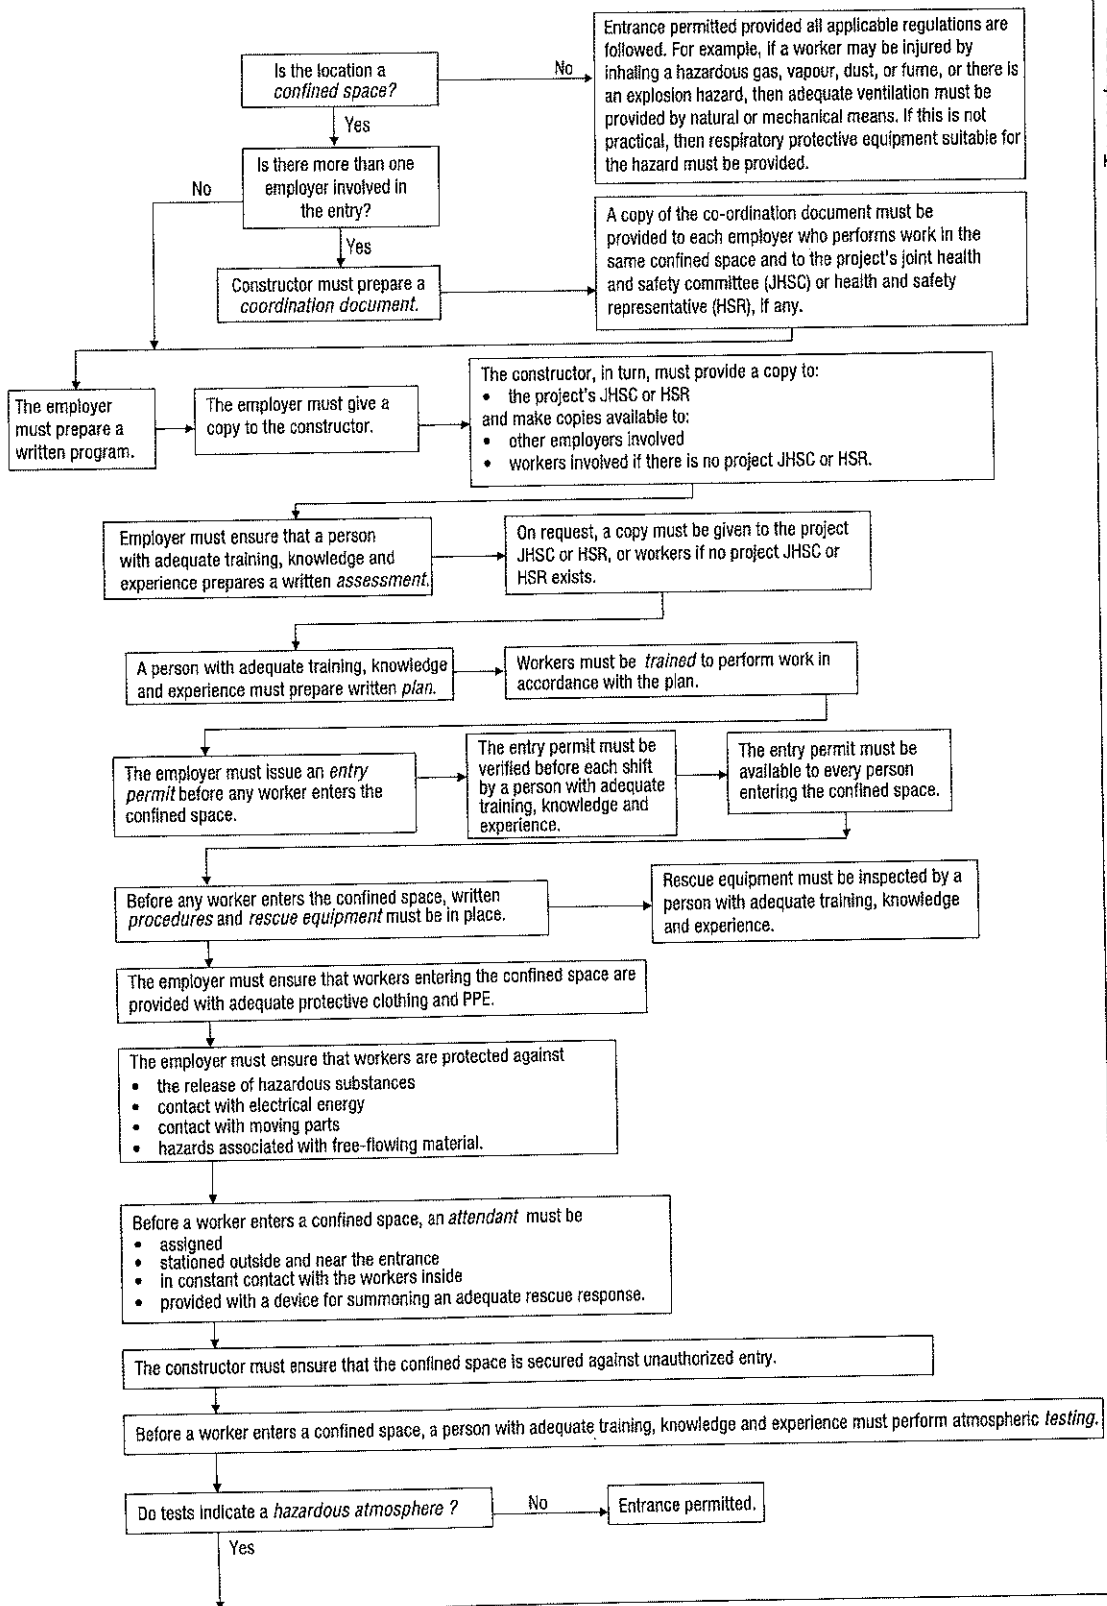 Is the location a
confined space?
No
Entrance permitted provided all applicable regulations are
followed. For example, if a worker may be injured by
inhaling a hazardous gas, vapour, dust, or fume, or there is
an explosion hazard, then adequate ventilation must be
provided by natural or mechanical means. If this is not
practical, then respiratory protective equipment suitable for
the hazard must be provided.
Yes
Is there more than one
employer involved in
the entry?
No
Yes
Constructor must prepare a
coordination document.
A copy of the co-ordination document must be
provided to each employer who performs work in the
same confined space and to the project's joint health
and safety committee (JHSC) or health and safety
representative (HSR), if any.
The employer
must prepare a
written program.
The employer must give a
copy to the constructor.
The constructor, in turn, must provide a copy to:
• the project's JHSC or HSR
and make copies available to:
• other employers involved
• workers involved if there is no project JHSC or HSR.
Employer must ensure that a person
with adequate training, knowledge and
experience prepares a written assessment.
On request, a copy must be given to the project
JHSC or HSR, or workers if no project JHSC or
HSR exists.
A person with adequate training, knowledge
and experience must prepare written plan.
Workers must be trained to perform work in
accordance with the plan.
The employer must issue an entry
permit before any worker enters the
confined space.
The entry permit must be
verified before each shift
by a person with adequate
training, knowledge and
experience.
The entry permit must be
available to every person
entering the confined space.
Before any worker enters the confined space, written
procedures and rescue equipment must be in place.
Rescue equipment must be inspected by a
person with adequate training, knowledge
and experience.
The employer must ensure that workers entering the confined space are
provided with adequate protective clothing and PPE.
The employer must ensure that workers are protected against
• the release of hazardous substances
• contact with electrical energy
• contact with moving parts
• hazards associated with free-flowing material.
Before a worker enters a confined space, an attendant must be
• assigned
• stationed outside and near the entrance
• in constant contact with the workers inside
• provided with a device for summoning an adequate rescue response.
The constructor must ensure that the confined space is secured against unauthorized entry.
Before a worker enters a confined space, a person with adequate training, knowledge and experience must perform atmospheric testing.
Do tests indicate a hazardous atmosphere ?
No
Entrance permitted.
Yes